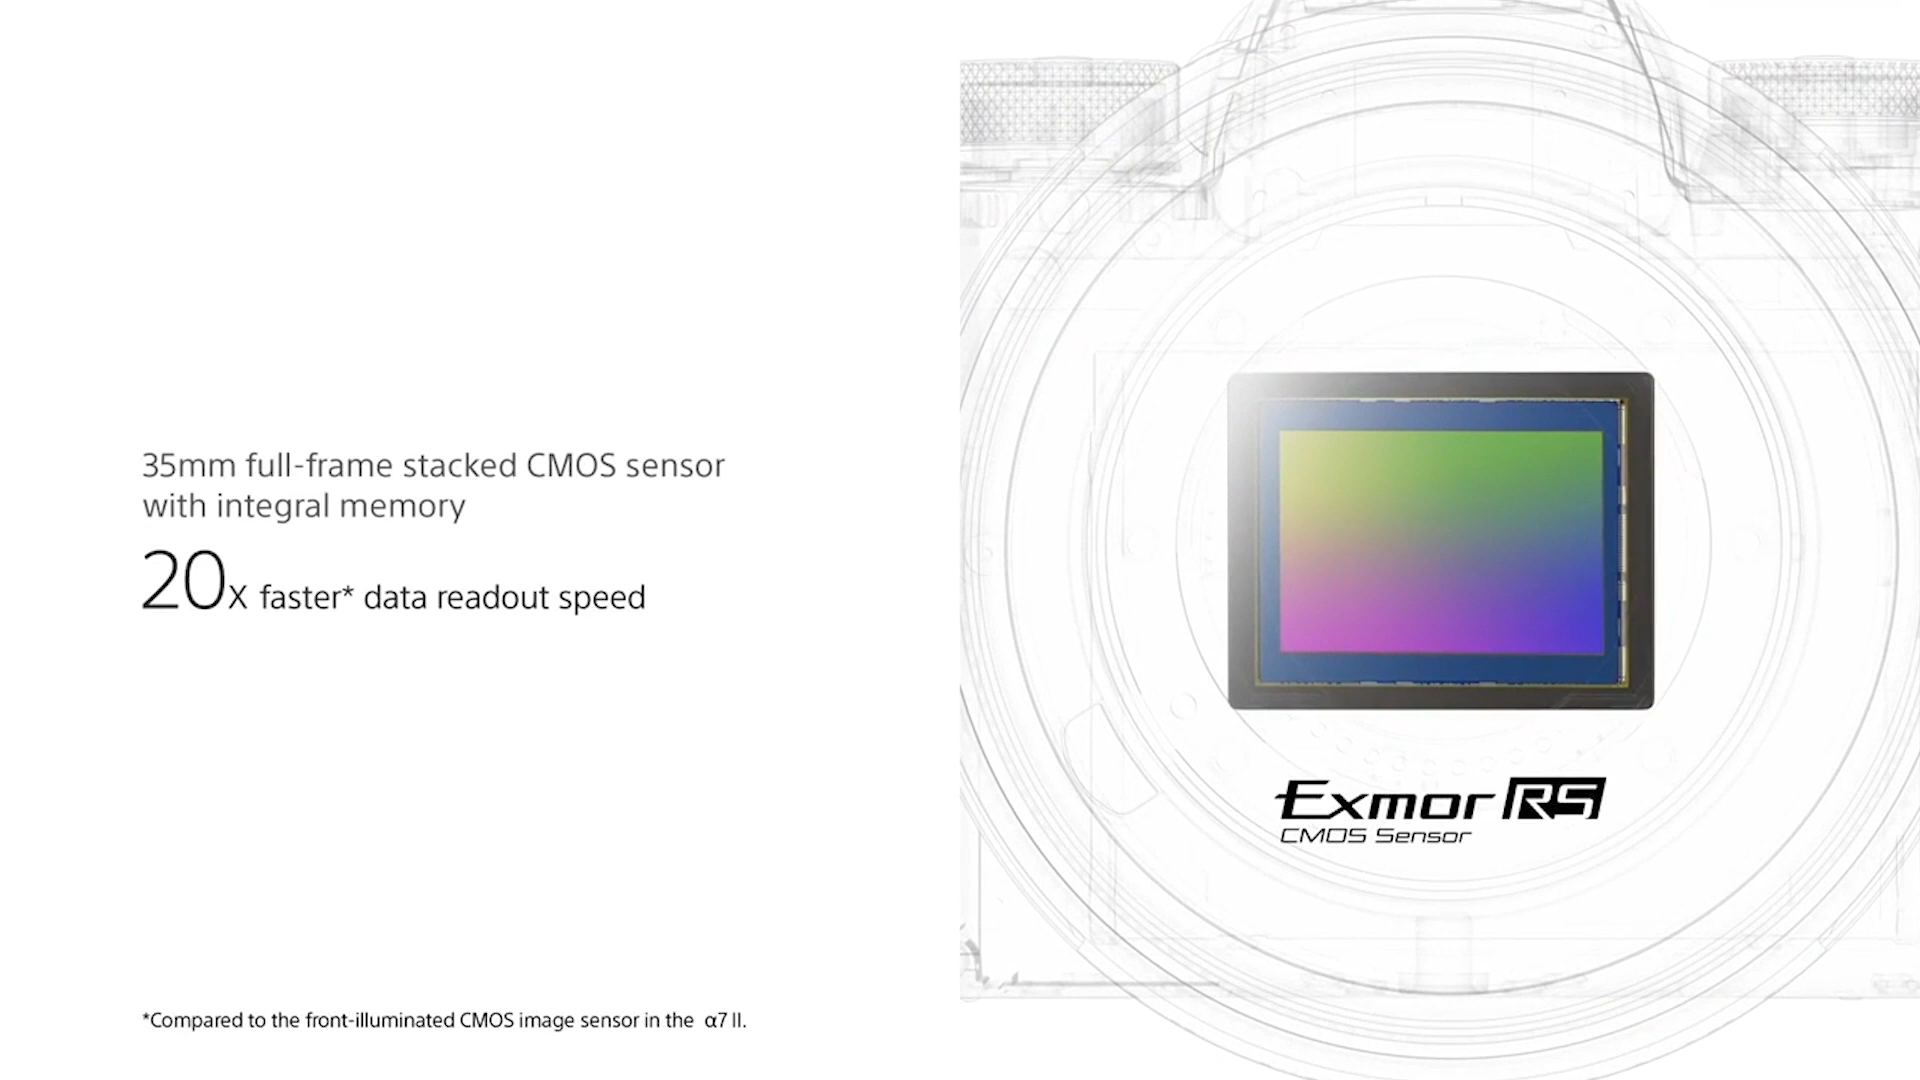 35mm full-frame stacked CMOS sensor
with integral memory
20x faster* data readout speed
*Compared to the front-illuminated CMOS image sensor in the α7 II.
Exmor RS
CMOS Sensor